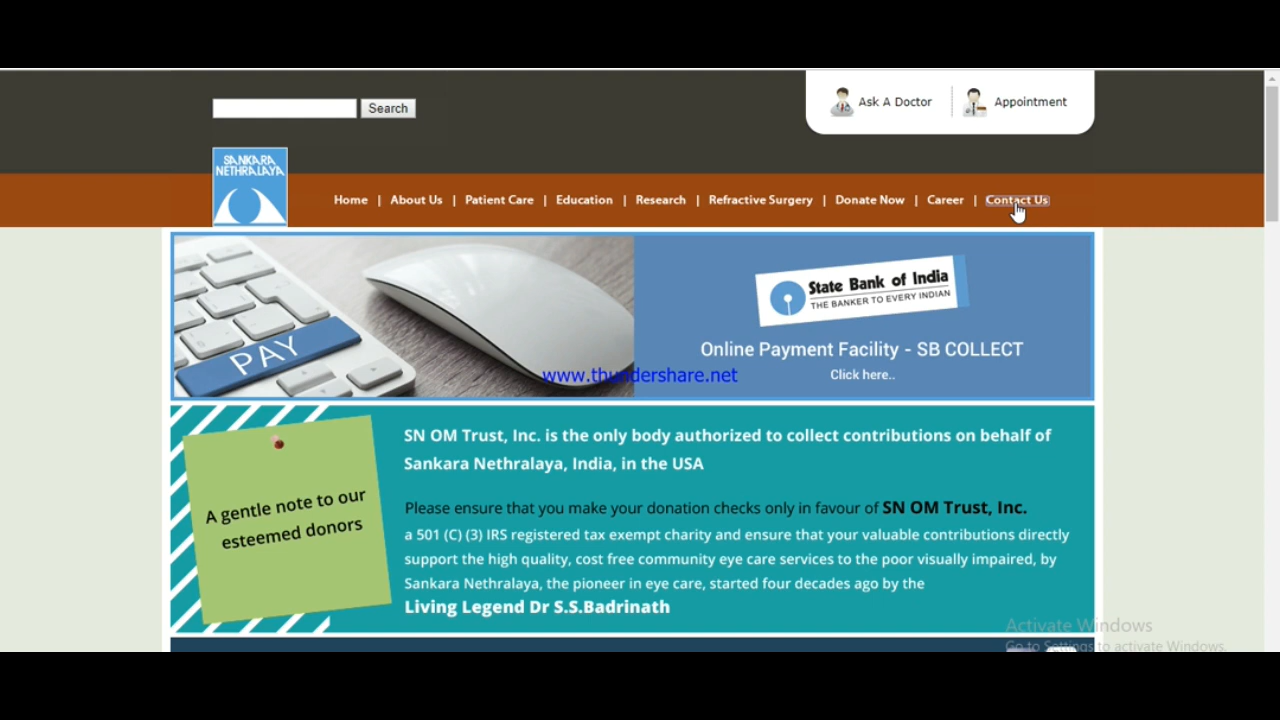 Ask A Doctor
Appointment
Search
SANKARA
NETHRALAYA
Home | About Us | Patient Care | Education | Research | Refractive Surgery | Donate Now | Career | Contact Us
State Bank of India
THE BANKER TO EVERY INDIAN
PAY
Online Payment Facility - SB COLLECT
Click here..
www.thundershare.net
A gentle note to our
esteemed donors
SN OM Trust, Inc. is the only body authorized to collect contributions on behalf of
Sankara Nethralaya, India, in the USA
Please ensure that you make your donation checks only in favour of SN OM Trust, Inc.
a 501 (C) (3) IRS registered tax exempt charity and ensure that your valuable contributions directly
support the high quality, cost free community eye care services to the poor visually impaired, by
Sankara Nethralaya, the pioneer in eye care, started four decades ago by the
Living Legend Dr S.S.Badrinath
Activate Windows
Go to Settings to activate Windows.